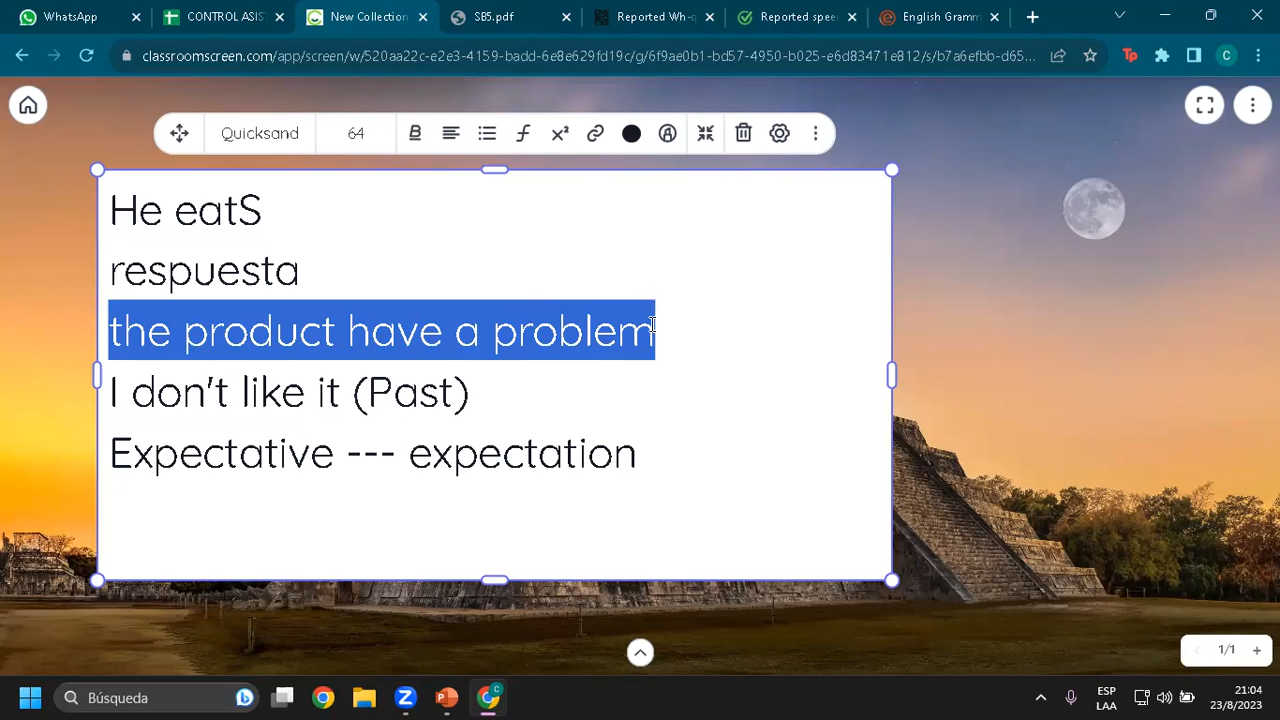 WhatsApp
CONTROL ASIS
New Collection
SB5.pdf
Reported Wh-q
Reported spee
English Gramm
classroomscreen.com/app/screen/w/520aa22c-e2e3-4159-badd-6e8e629fd19c/g/6f9ae0b1-bd57-4950-b025-e6d83471e812/s/b7a6efbb-d65...
Quicksand
64
He eatS
respuesta
the product have a problem
I don't like it (Past)
Expectative --- expectation
1/1
Búsqueda
ESP
LAA
21:04
23/8/2023